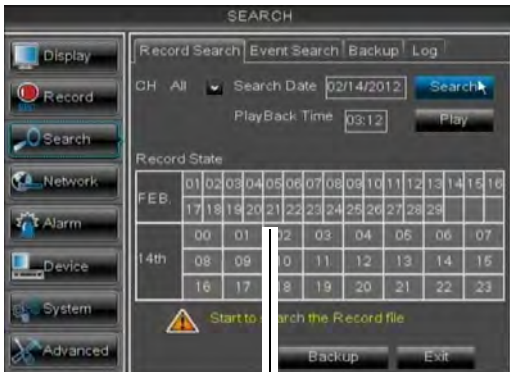 SEARCH
Display
Record
Search
Network
Alarm
Device
System
Advanced
Record Search Event Search Backup Log
CH All Search Date 02/14/2012 Search
PlayBack Time 03:12 Play
Record State
FEB. 01 02 03 04 05 06 07 08 09 10 11 12 13 14 15 16
17 18 19 20 21 22 23 24 25 26 27 28 29
14th 00 01 02 03 04 05 06 07
08 09 10 11 12 13 14 15
16 17 18 19 20 21 22 23
Start to search the Record file
Backup Exit